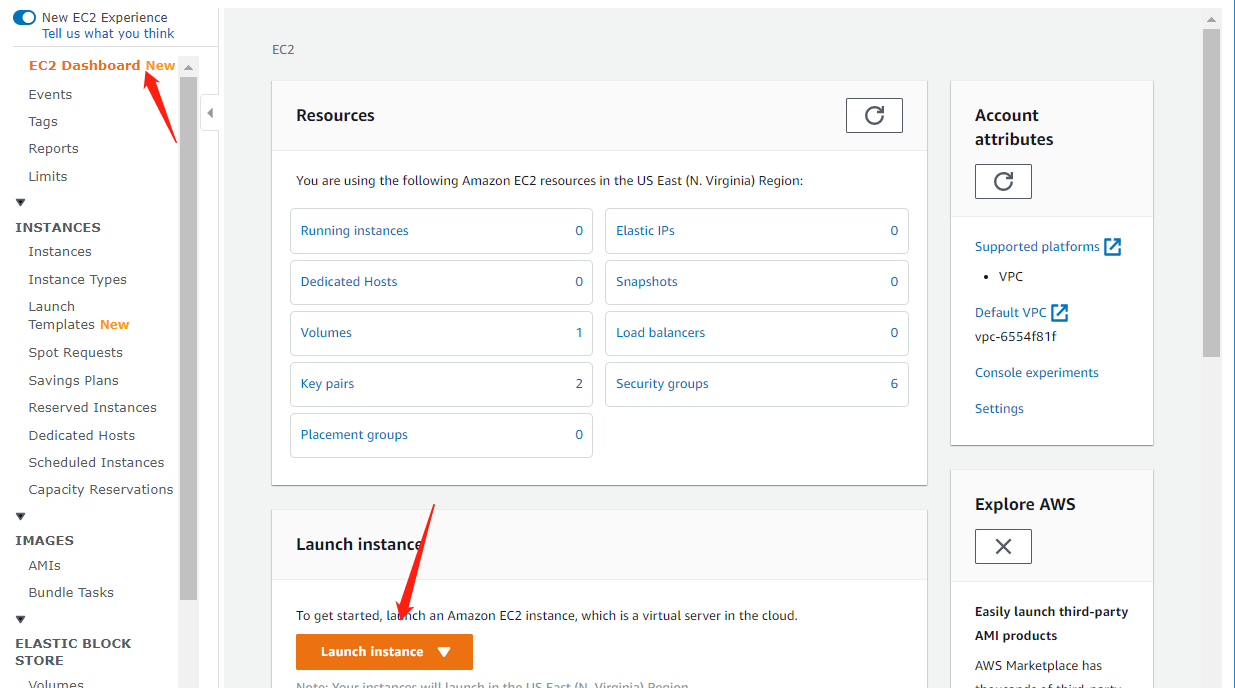 New EC2 Experience
Tell us what you think
EC2 Dashboard New
Events
Tags
Reports
Limits
INSTANCES
Instances
Instance Types
Launch
Templates New
Spot Requests
Savings Plans
Reserved Instances
Dedicated Hosts
Scheduled Instances
Capacity Reservations
IMAGES
AMIs
Bundle Tasks
ELASTIC BLOCK
STORE
Volumes
EC2
Resources
You are using the following Amazon EC2 resources in the US East (N. Virginia) Region:
Running instances 0
Elastic IPs 0
Dedicated Hosts 0
Snapshots 0
Volumes 1
Load balancers 0
Key pairs 2
Security groups 6
Placement groups 0
Launch instance
To get started, launch an Amazon EC2 instance, which is a virtual server in the cloud.
Launch instance
Note: Your instances will launch in the US East (N. Virginia) Region
Account
attributes
Supported platforms
• VPC
Default VPC
vpc-6554f81f
Console experiments
Settings
Explore AWS
Easily launch third-party
AMI products
AWS Marketplace has
thousands of third-party